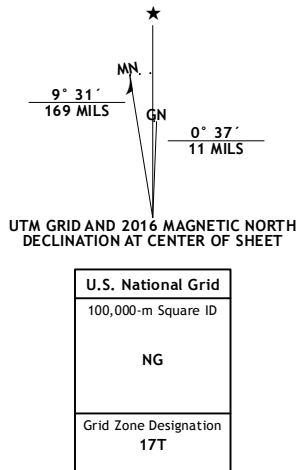 MN
GN
9° 31´
169 MILS
0° 37´
11 MILS
UTM GRID AND 2016 MAGNETIC NORTH
DECLINATION AT CENTER OF SHEET
U.S. National Grid
100,000-m Square ID
NG
Grid Zone Designation
17T